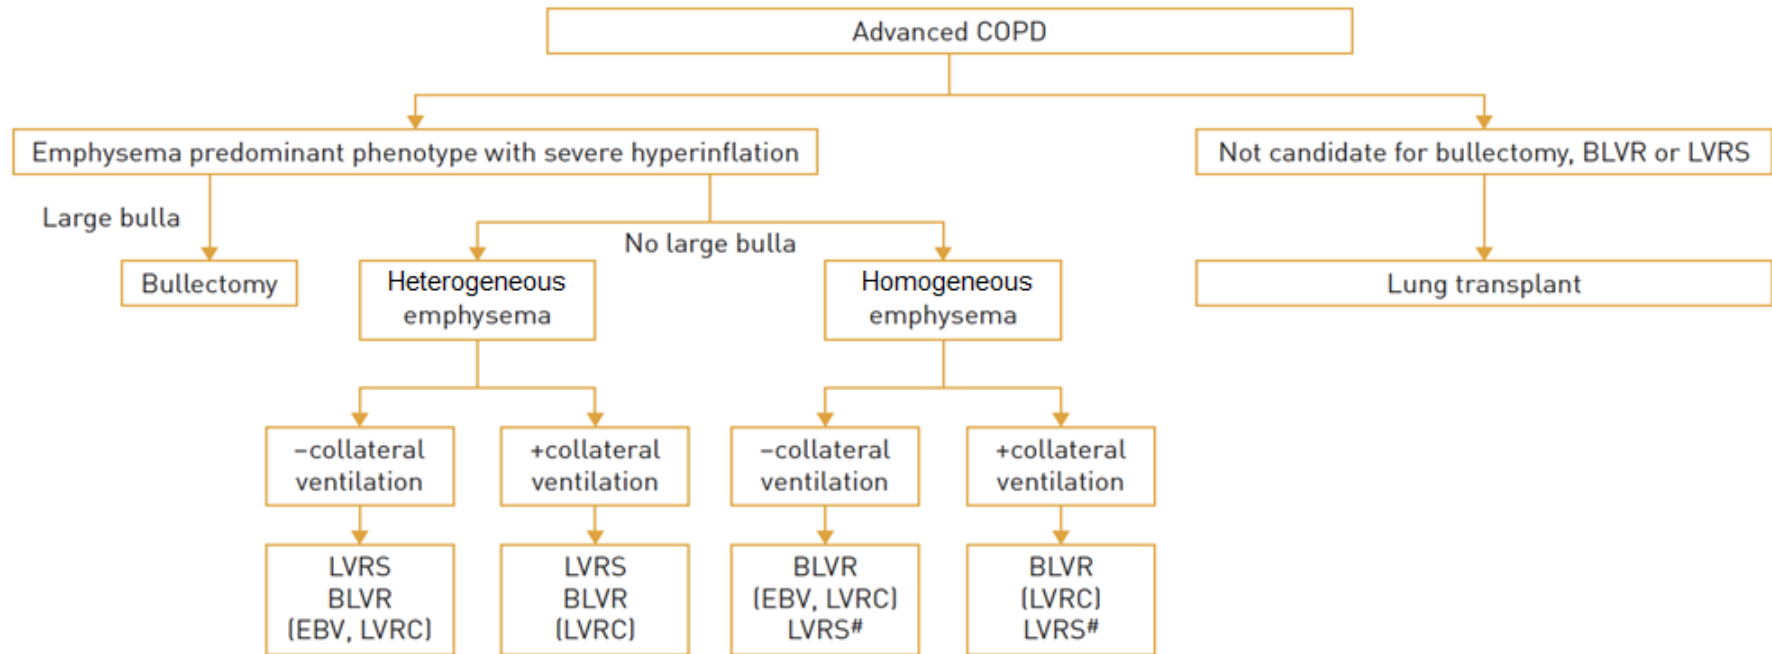 Advanced COPD
Emphysema predominant phenotype with severe hyperinflation
Not candidate for bullectomy, BLVR or LVRS
Large bulla
No large bulla
Bullectomy
Heterogeneous
emphysema
Homogeneous
emphysema
Lung transplant
–collateral
ventilation
+collateral
ventilation
–collateral
ventilation
+collateral
ventilation
LVRS
BLVR
(EBV, LVRC)
LVRS
BLVR
(LVRC)
BLVR
(EBV, LVRC)
LVRS#
BLVR
(LVRC)
LVRS#